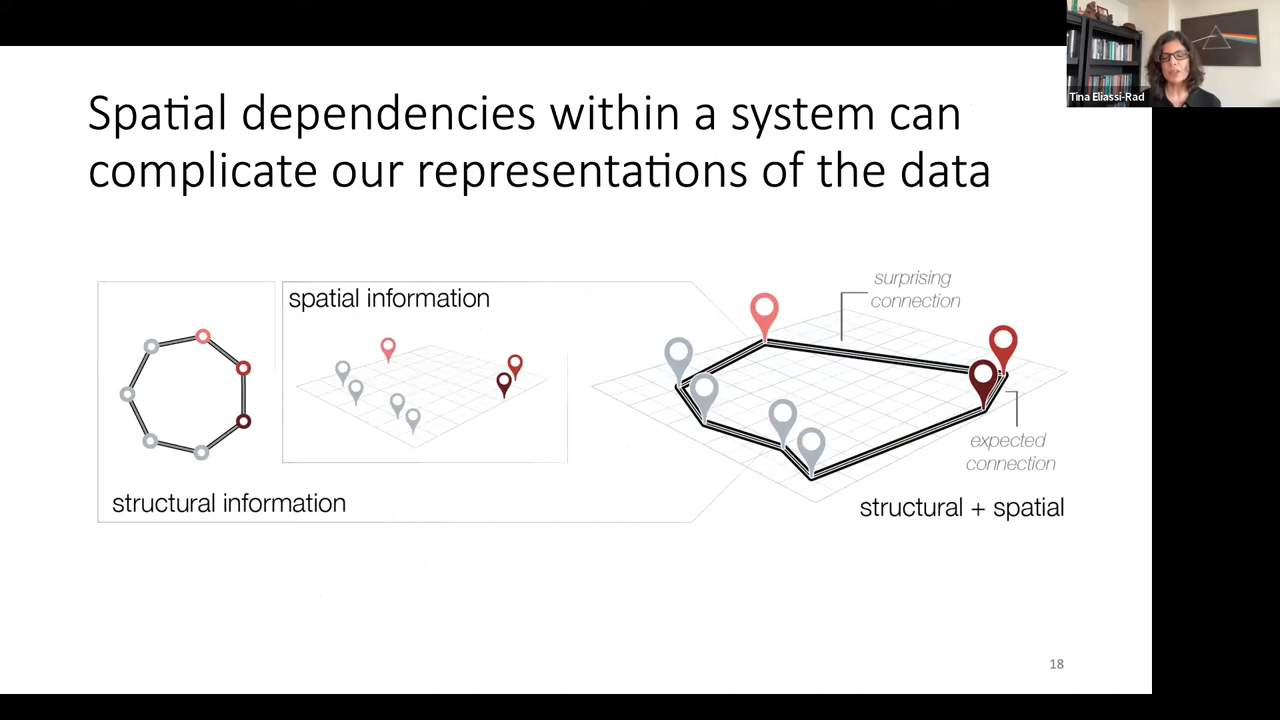 Spatial dependencies within a system can
complicate our representations of the data
Tina Eliassi-Rad
spatial information
structural information
surprising
connection
expected
connection
structural + spatial
18